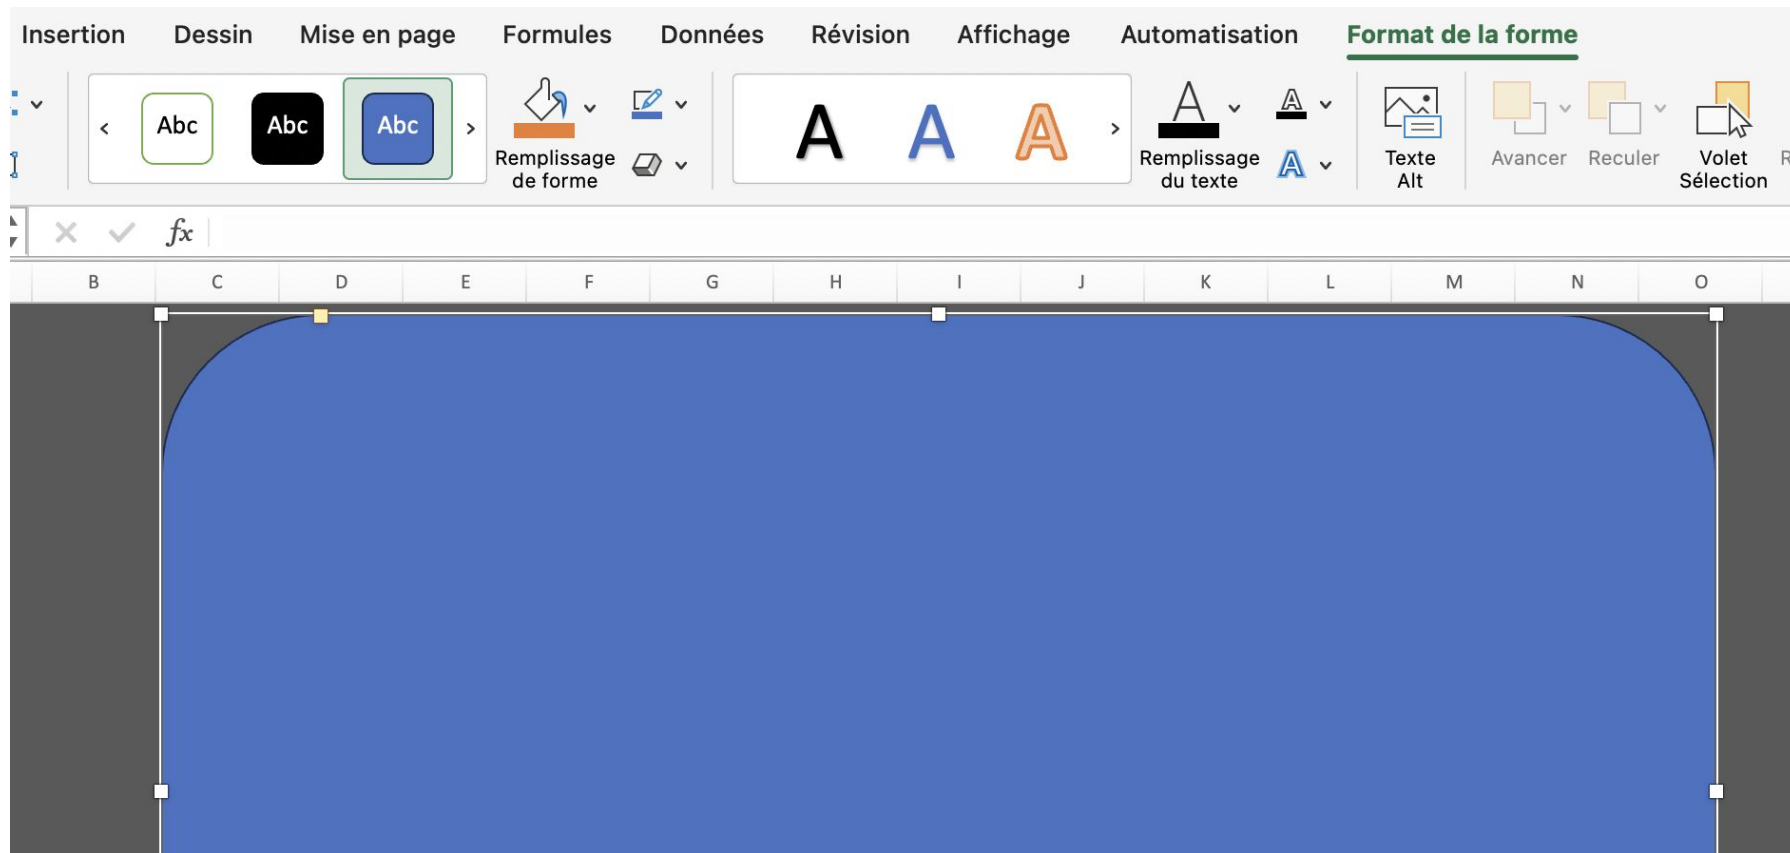 Insertion Dessin Mise en page Formules Données Révision Affichage Automatisation Format de la forme
Abc Abc Abc
A A A
Remplissage
de forme
Remplissage
du texte
Texte
Alt
Avancer Reculer
Volet
Sélection
fx
B C D E F G H I J K L M N O